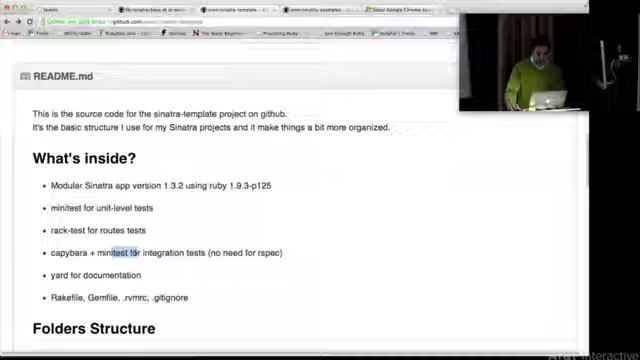 README.md
This is the source code for the sinatra-template project on github.
It's the basic structure I use for my Sinatra projects and it make things a bit more organized.
What's inside?
Modular Sinatra app version 1.3.2 using ruby 1.9.3-p125
minitest for unit-level tests
rack-test for routes tests
capybara + minitest for integration tests (no need for rspec)
yard for documentation
Rakefile, Gemfile, .rvmrc, .gitignore
Folders Structure